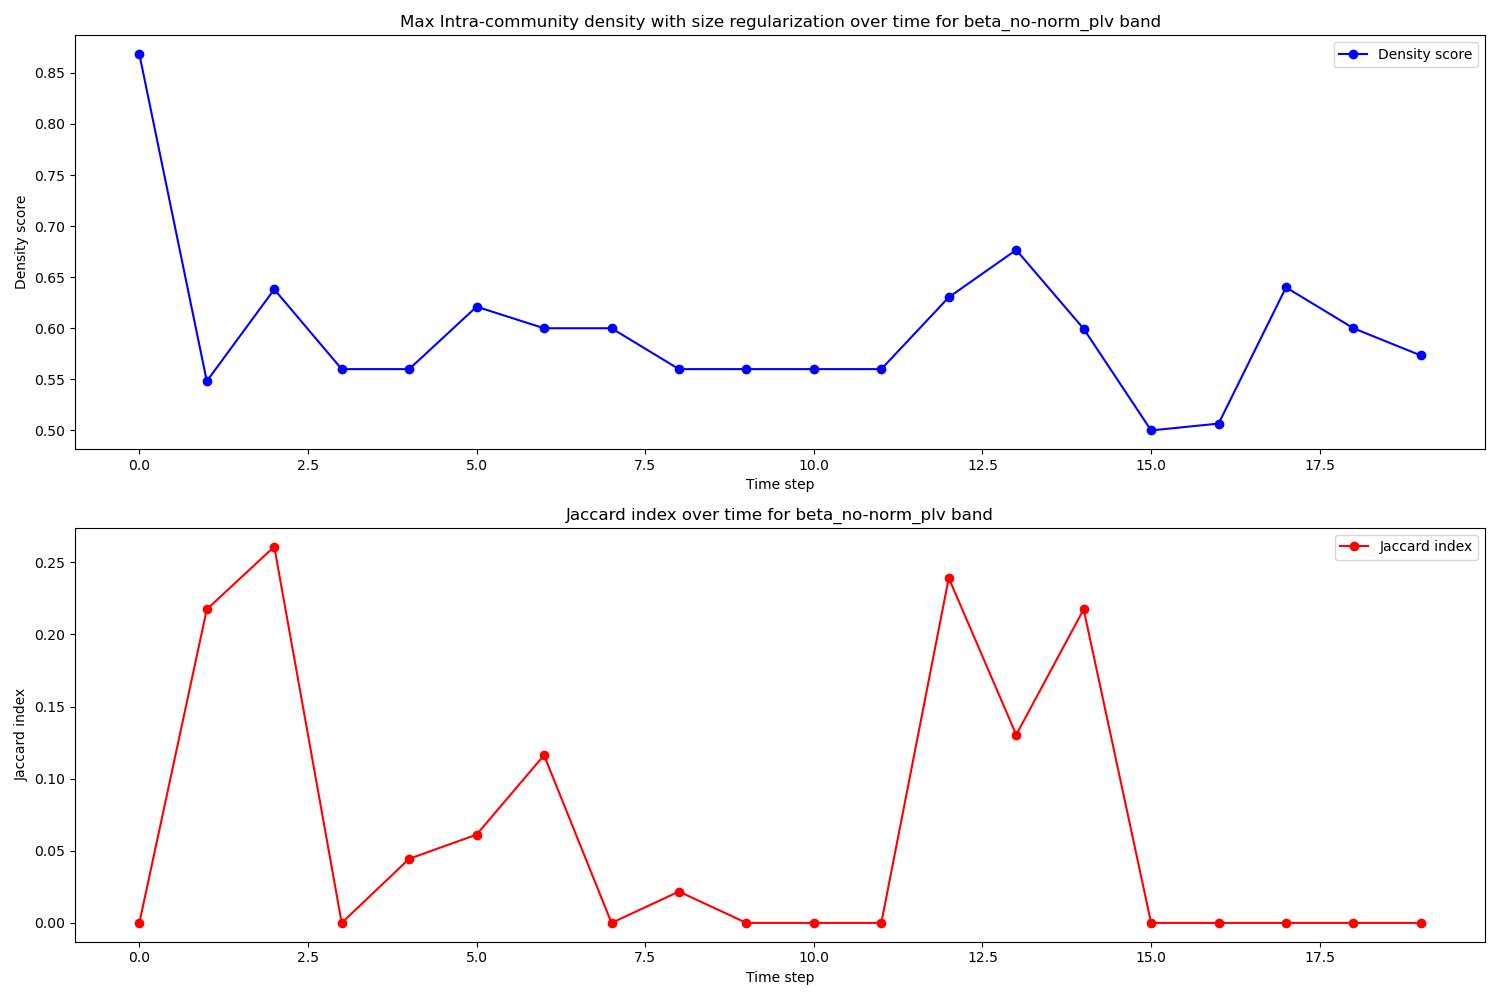 Max Intra-community density with size regularization over time for beta_no-norm_plv band
Density score
0.85
0.80
0.75
0.70
0.65
0.60
0.55
0.50
Density score
0.0 2.5 5.0 7.5 10.0 12.5 15.0 17.5
Time step
Jaccard index over time for beta_no-norm_plv band
Jaccard index
0.25
0.20
0.15
0.10
0.05
0.00
Jaccard index
0.0 2.5 5.0 7.5 10.0 12.5 15.0 17.5
Time step